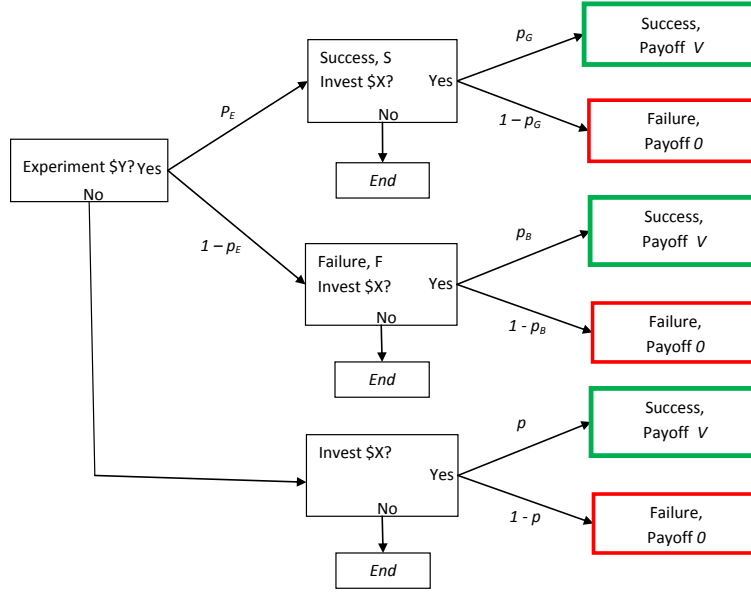 Success, S
Invest $X?
Yes
No
End
P_E
Experiment $Y? Yes
No
1 – p_E
Failure, F
Invest $X?
Yes
No
End
Invest $X?
Yes
No
End
p_G
Success,
Payoff V
1 – p_G
Failure,
Payoff 0
p_B
Success,
Payoff V
1 - p_B
Failure,
Payoff 0
p
Success,
Payoff V
1 - p
Failure,
Payoff 0